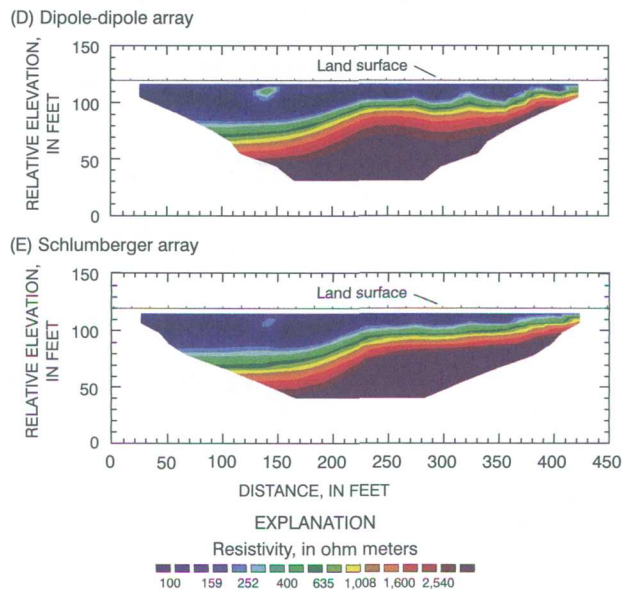 (D) Dipole-dipole array
RELATIVE ELEVATION,
IN FEET
150
100
50
0
Land surface
(E) Schlumberger array
RELATIVE ELEVATION,
IN FEET
150
100
50
0
Land surface
0 50 100 150 200 250 300 350 400 450
DISTANCE, IN FEET
EXPLANATION
Resistivity, in ohm meters
100 159 252 400 635 1,008 1,600 2,540